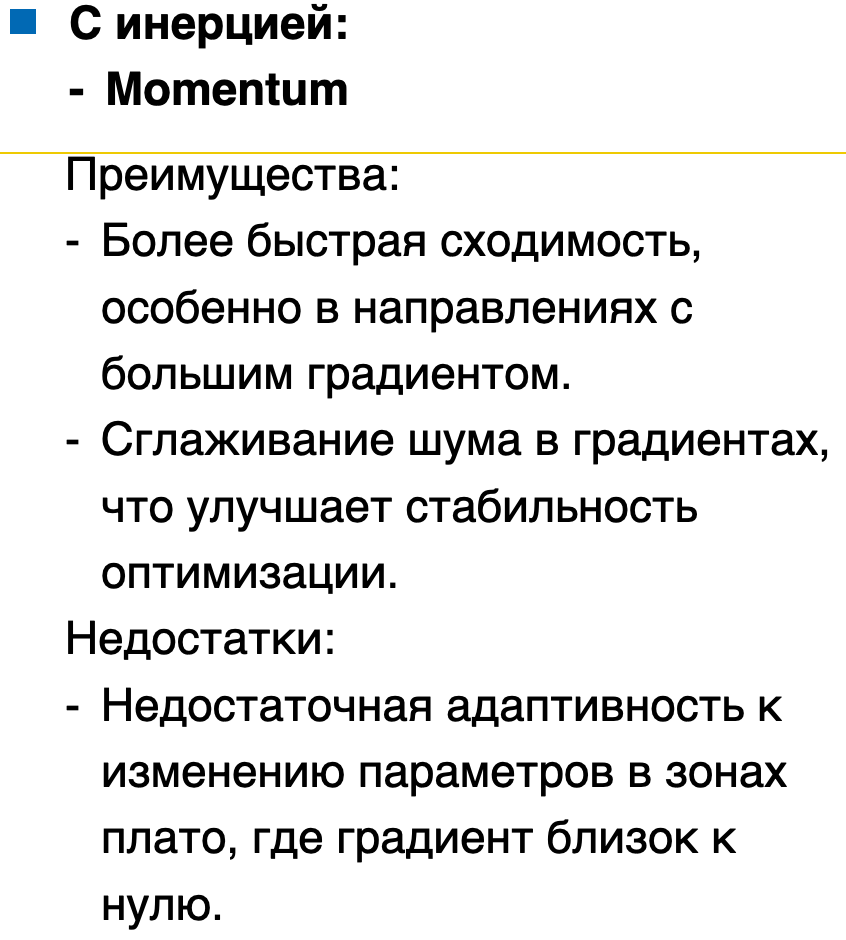 С инерцией:
- Momentum
Преимущества:
- Более быстрая сходимость,
особенно в направлениях с
большим градиентом.
- Сглаживание шума в градиентах,
что улучшает стабильность
оптимизации.
Недостатки:
- Недостаточная адаптивность к
изменению параметров в зонах
плато, где градиент близок к
нулю.